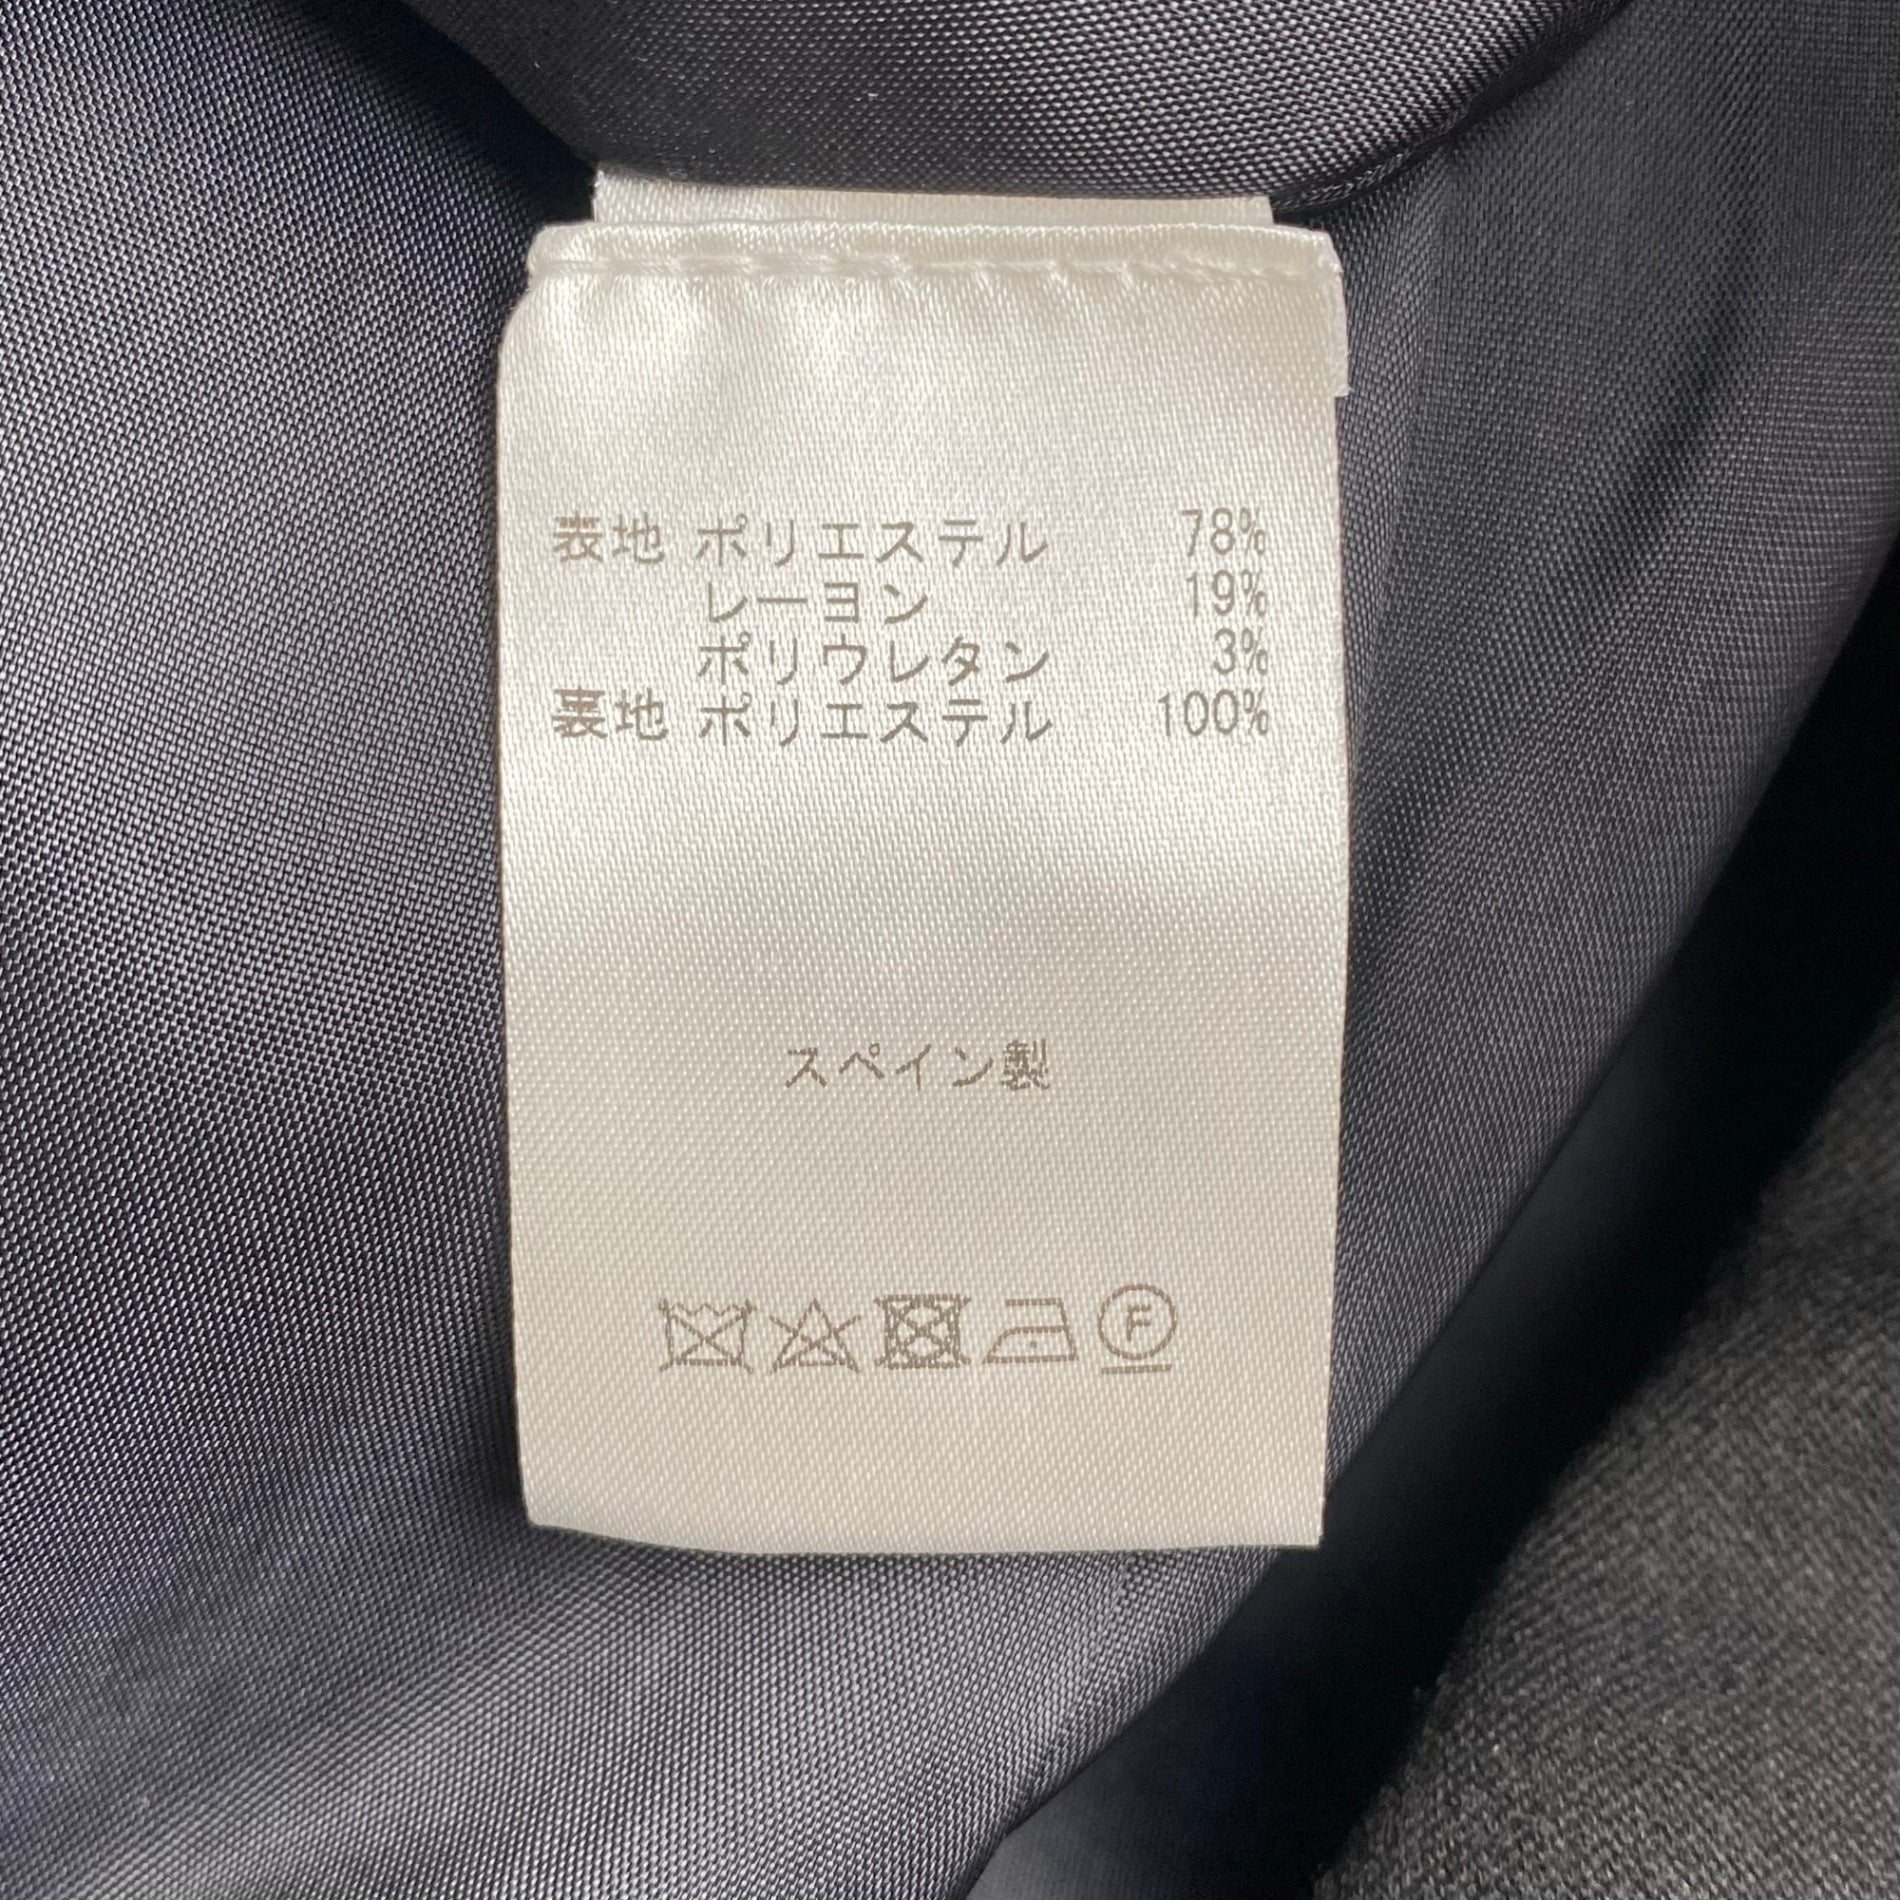 表地 ポリエステル 78%
レーヨン 19%
ポリウレタン 3%
裏地 ポリエステル 100%
スペイン製
F